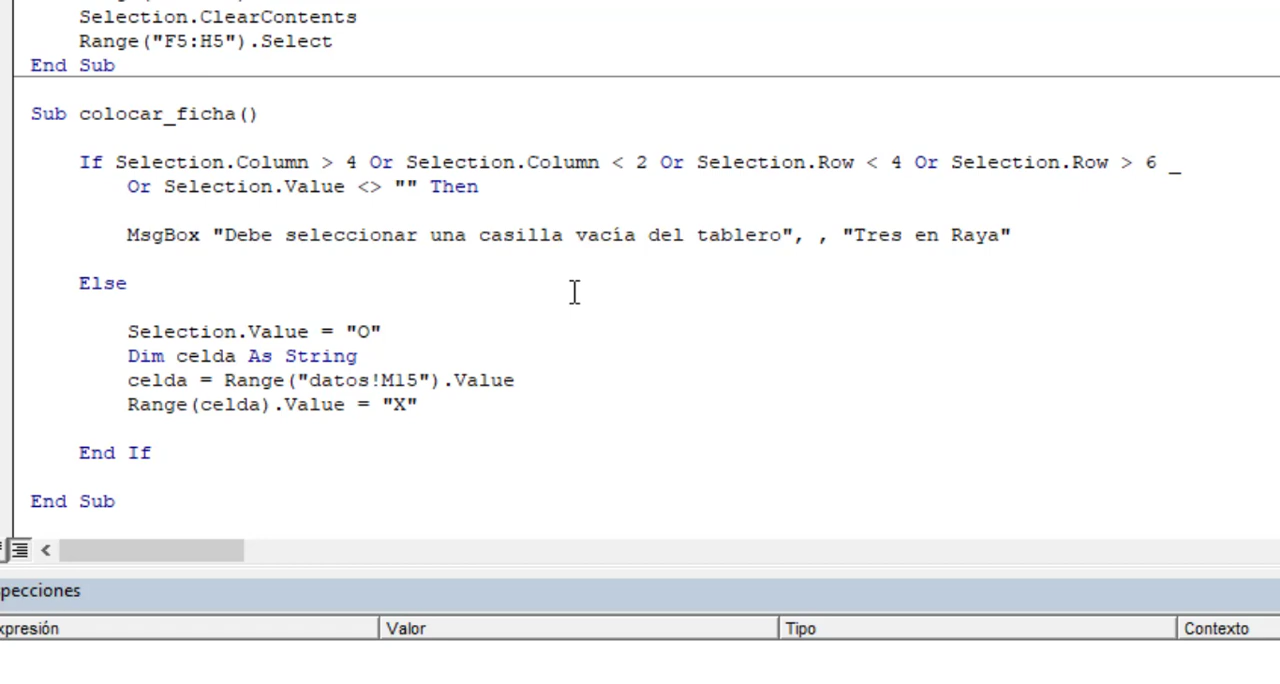 Selection.ClearContents
Range("F5:H5").Select
End Sub
Sub colocar_ficha()
If Selection.Column > 4 Or Selection.Column < 2 Or Selection.Row < 4 Or Selection.Row > 6 _
Or Selection.Value <> "" Then
MsgBox "Debe seleccionar una casilla vacía del tablero", , "Tres en Raya"
Else
Selection.Value = "O"
Dim celda As String
celda = Range("datos!M15").Value
Range(celda).Value = "X"
End If
End Sub
pecciones
xpresión Valor Tipo Contexto